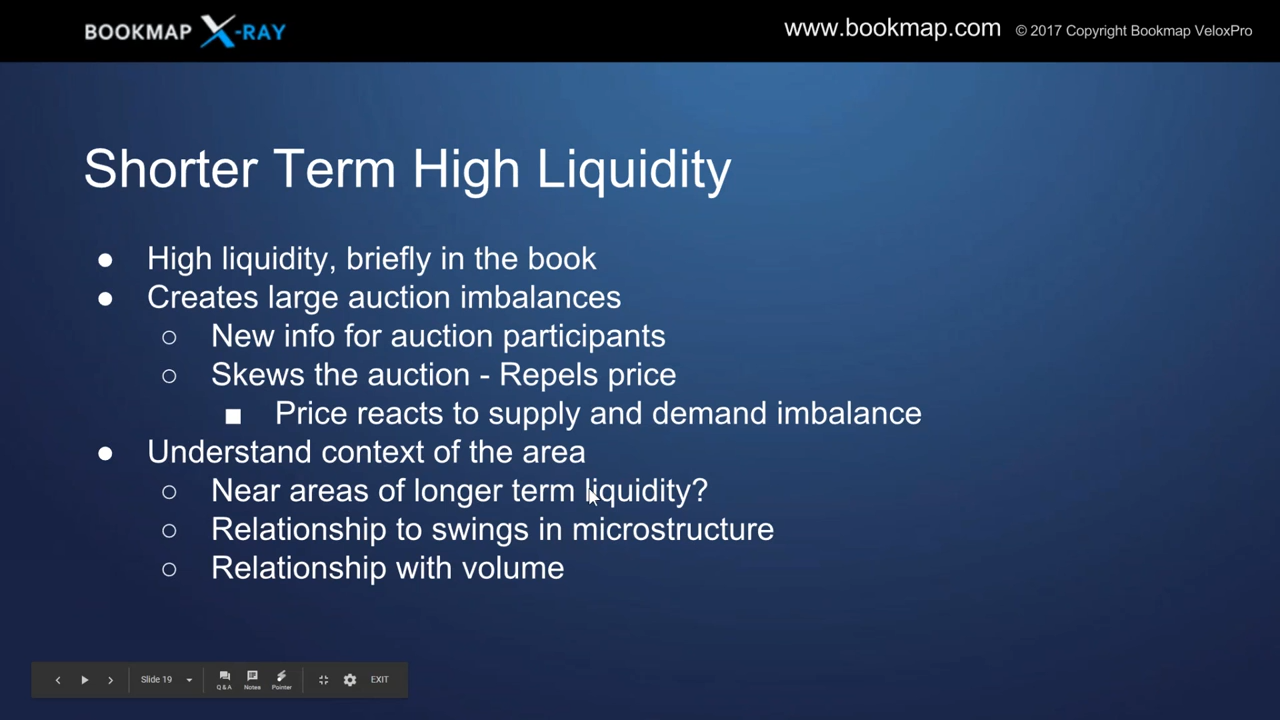 BOOKMAP X-RAY
www.bookmap.com © 2017 Copyright Bookmap VeloxPro
Shorter Term High Liquidity
● High liquidity, briefly in the book
● Creates large auction imbalances
○ New info for auction participants
○ Skews the auction - Repels price
■ Price reacts to supply and demand imbalance
● Understand context of the area
○ Near areas of longer term liquidity?
○ Relationship to swings in microstructure
○ Relationship with volume
Slide 19 Q&A Notes Pointer EXIT